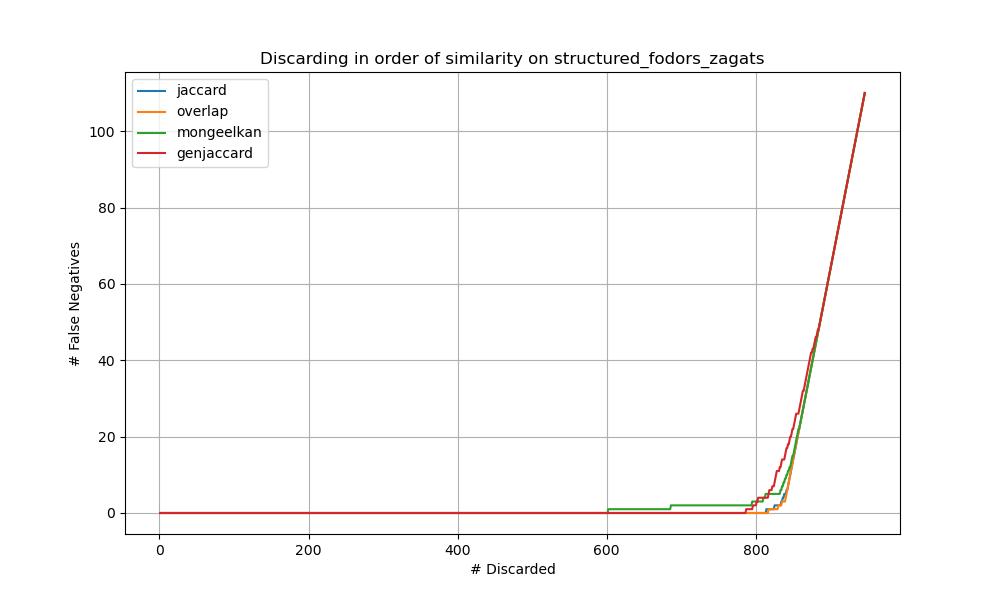 Discarding in order of similarity on structured_fodors_zagats
jaccard
overlap
mongeelkan
genjaccard
# False Negatives
100
80
60
40
20
0
0 200 400 600 800
# Discarded